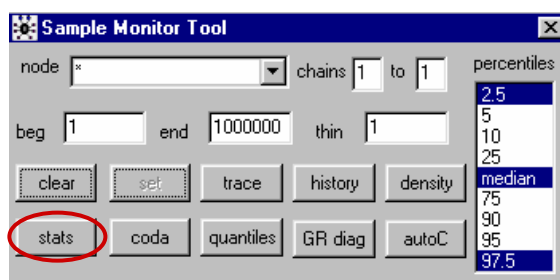 Sample Monitor Tool
node * chains 1 to 1 percentiles
beg 1 end 1000000 thin 1
2.5
5
10
25
median
75
90
95
97.5
clear set trace history density
stats coda quantiles GR diag autoC